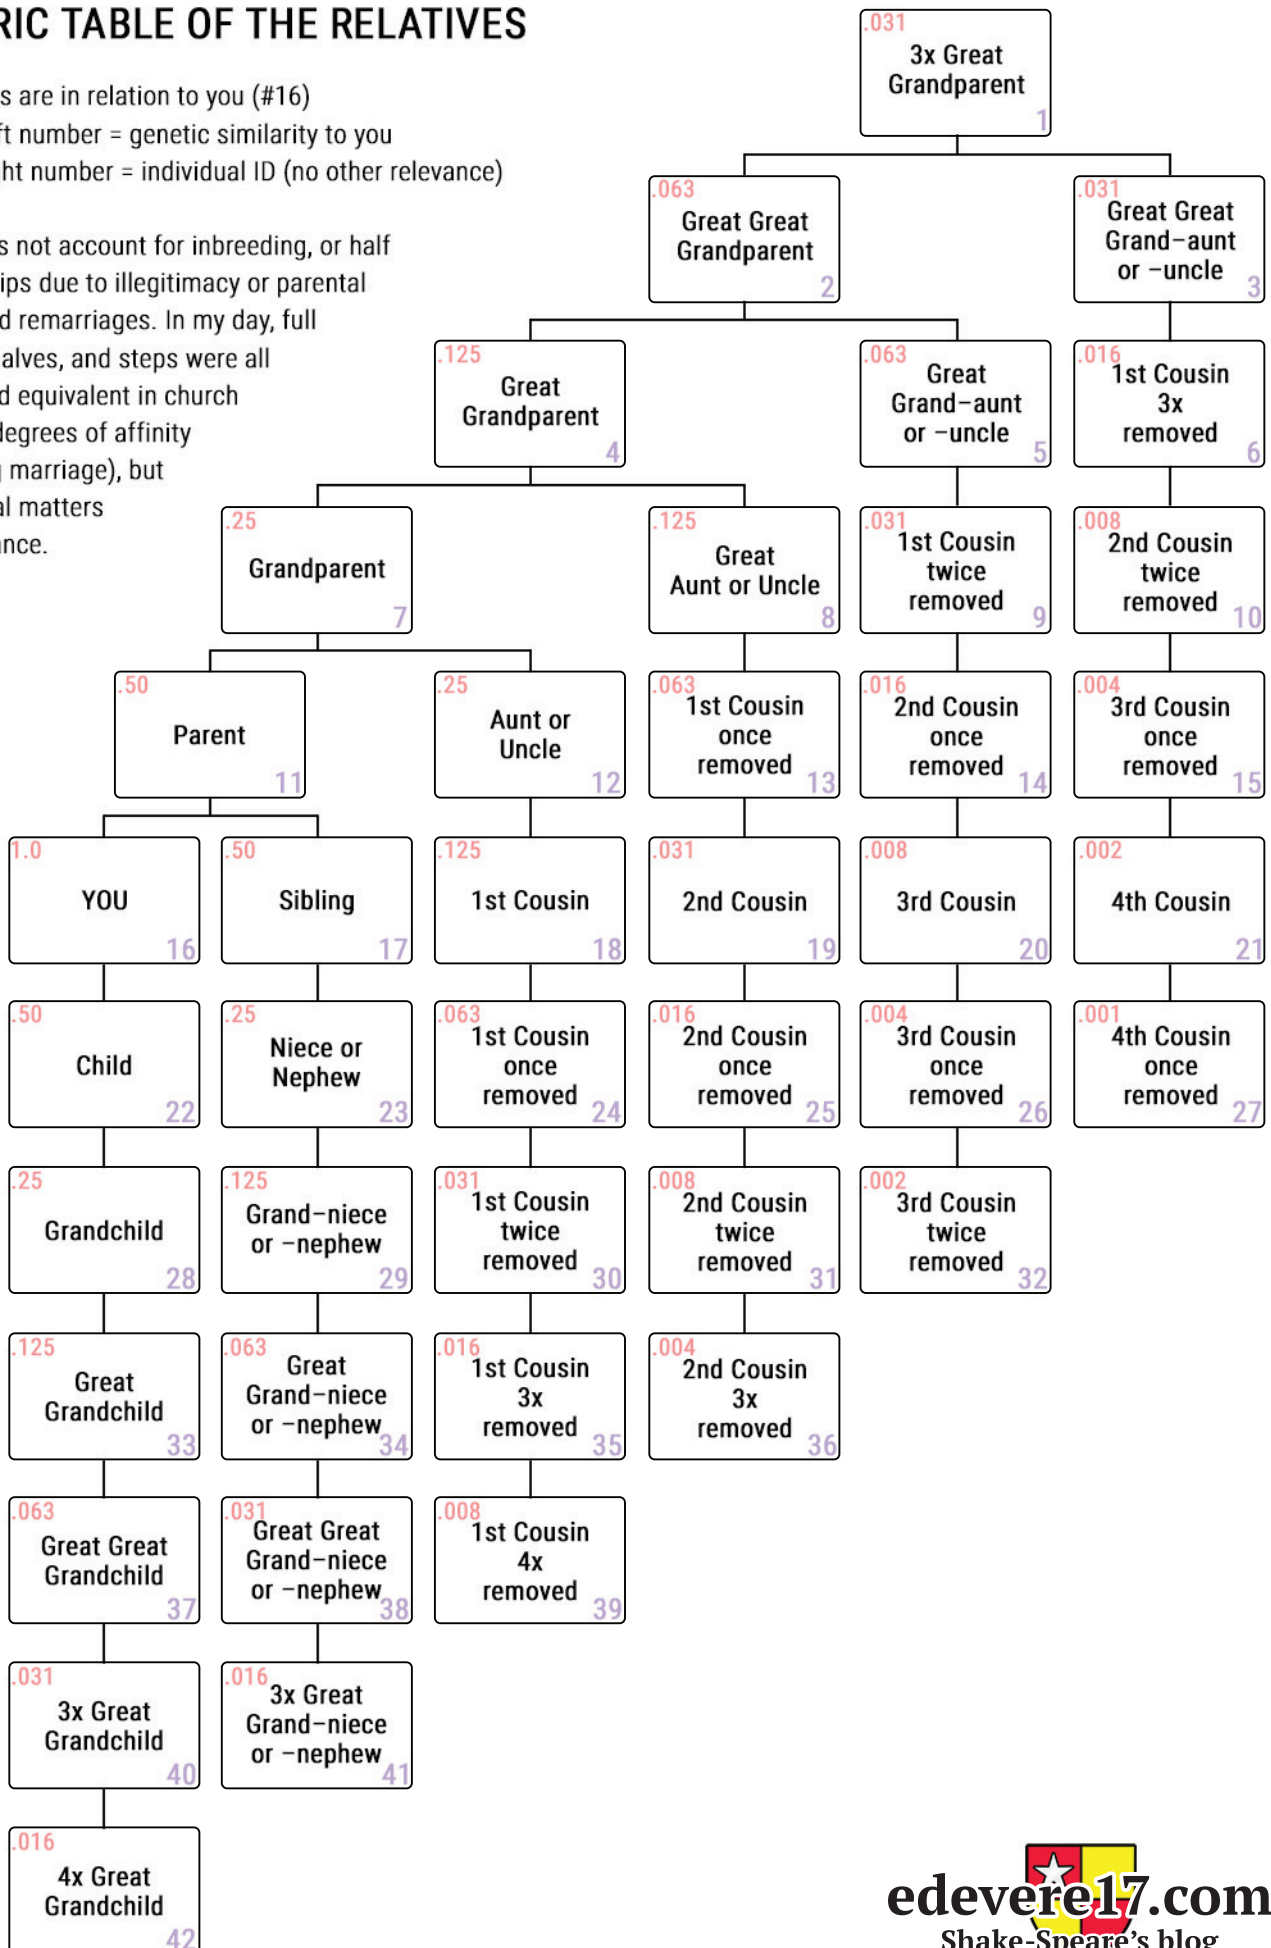 RIC TABLE OF THE RELATIVES
s are in relation to you (#16)
ft number = genetic similarity to you
ht number = individual ID (no other relevance)
s not account for inbreeding, or half
ips due to illegitimacy or parental
d remarriages. In my day, full
alves, and steps were all
d equivalent in church
degrees of affinity
g marriage), but
al matters
ance.
.031
3x Great
Grandparent
1
.063
Great Great
Grandparent
2
.031
Great Great
Grand-aunt
or -uncle
3
.125
Great
Grandparent
4
.063
Great
Grand-aunt
or -uncle
5
.016
1st Cousin
3x
removed
6
.25
Grandparent
7
.125
Great
Aunt or Uncle
8
.031
1st Cousin
twice
removed
9
.008
2nd Cousin
twice
removed
10
.50
Parent
11
.25
Aunt or
Uncle
12
.063
1st Cousin
once
removed
13
.016
2nd Cousin
once
removed
14
.004
3rd Cousin
once
removed
15
1.0
YOU
16
.50
Sibling
17
.125
1st Cousin
18
.031
2nd Cousin
19
.008
3rd Cousin
20
.002
4th Cousin
21
.50
Child
22
.25
Niece or
Nephew
23
.063
1st Cousin
once
removed
24
.016
2nd Cousin
once
removed
25
.004
3rd Cousin
once
removed
26
.001
4th Cousin
once
removed
27
.25
Grandchild
28
.125
Grand-niece
or -nephew
29
.031
1st Cousin
twice
removed
30
.008
2nd Cousin
twice
removed
31
.002
3rd Cousin
twice
removed
32
.125
Great
Grandchild
33
.063
Great
Grand-niece
or -nephew
34
.016
1st Cousin
3x
removed
35
.004
2nd Cousin
3x
removed
36
.063
Great Great
Grandchild
37
.031
Great Great
Grand-niece
or -nephew
38
.008
1st Cousin
4x
removed
39
.031
3x Great
Grandchild
40
.016
3x Great
Grand-niece
or -nephew
41
.016
4x Great
Grandchild
42
edevere17.com
Shake-Speare's blog